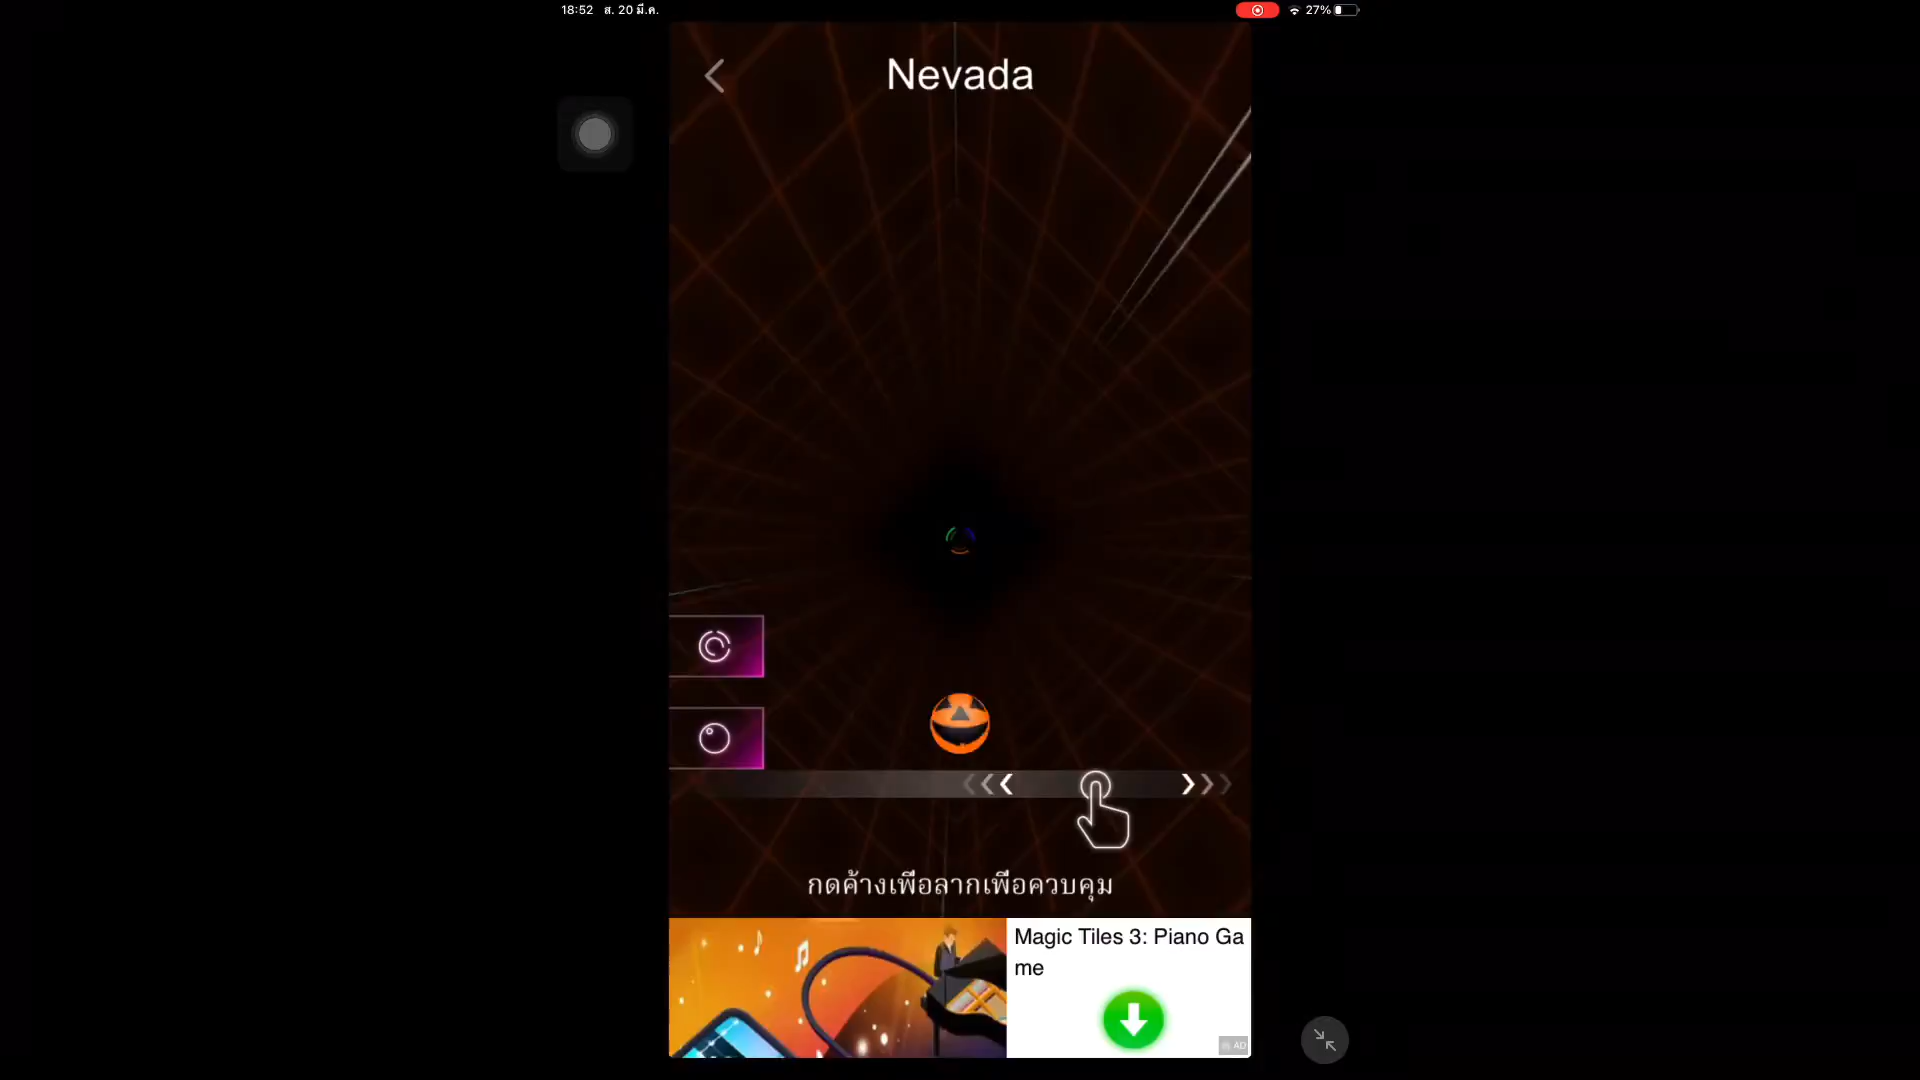 18:52 ส. 20 มี.ค.
27%
Nevada
กดค้างเพื่อลากเพื่อควบคุม
Magic Tiles 3: Piano Ga
me
AD